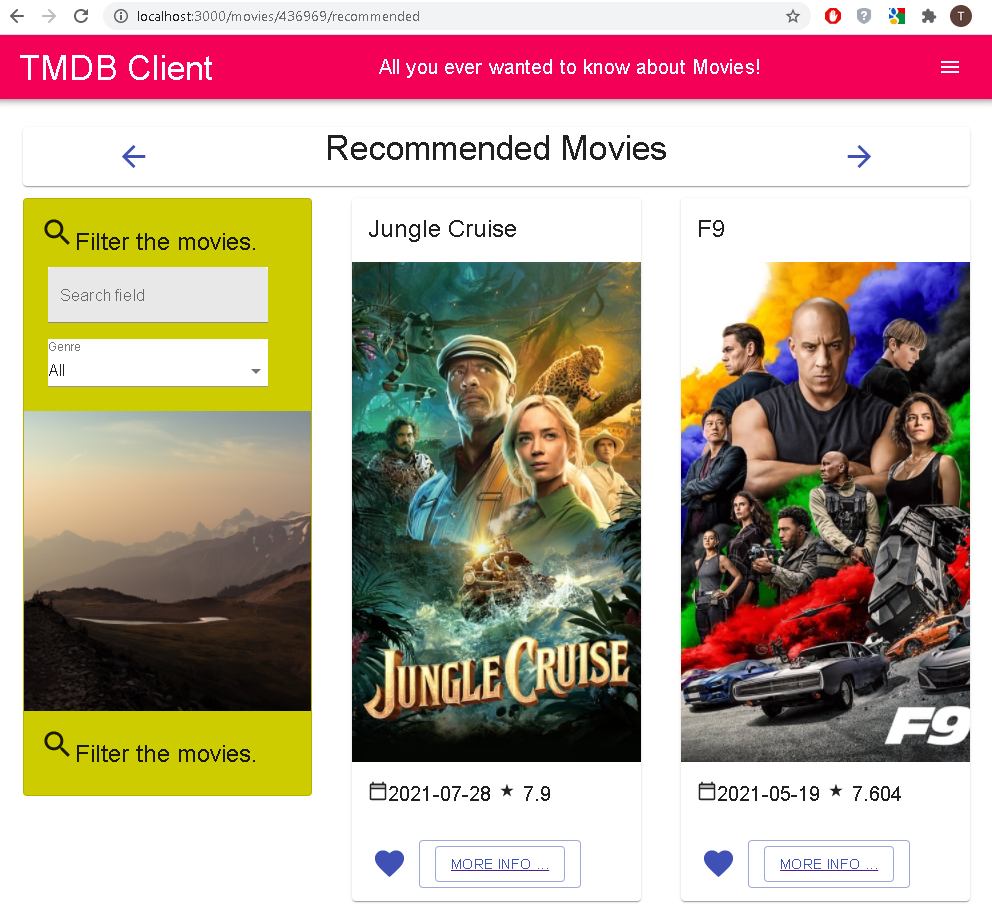 localhost:3000/movies/436969/recommended
T
TMDB Client
All you ever wanted to know about Movies!
Recommended Movies
Filter the movies.
Search field
Genre
All
Filter the movies.
Jungle Cruise
JUNGLE CRUISE
2021-07-28 ★ 7.9
MORE INFO ...
F9
F9
2021-05-19 ★ 7.604
MORE INFO ...